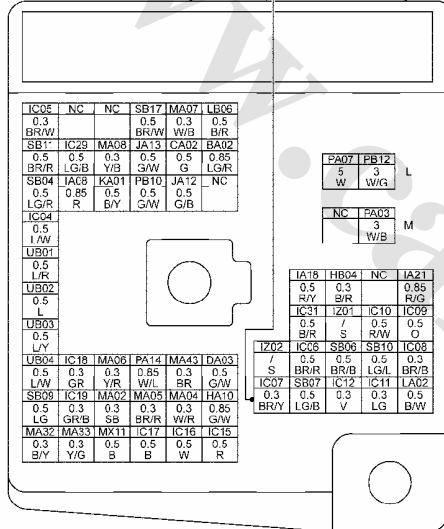 IC05 NC NC SB17 MA07 LB06
0.3 0.5 0.3 0.5
BR/W BR/W W/B B/R
SB11 IC29 MA08 JA13 CA02 BA02
0.5 0.5 0.3 0.5 0.5 0.85
BR/R LG/B Y/B G/W G LG/R
SB04 IA08 KA01 PB10 JA12 NC
0.5 0.85 0.5 0.5 0.5
LG/R R B/Y G/W G/B
IC04
0.5
L/W
UB01
0.5
L/R
UB02
0.5
L
UB03
0.5
L/Y
UB04 IC18 MA06 PA14 MA43 DA03
0.5 0.3 0.3 0.85 0.3 0.5
L/W GR Y/R W/L BR G/W
SB09 IC19 MA02 MA05 MA04 HA10
0.5 0.3 0.3 0.3 0.3 0.85
LG GR/B SB BR/R W/R G/W
MA32 MA33 MX11 IC17 IC16 IC15
0.3 0.3 0.5 0.5 0.5 0.5
B/Y Y/G B B W R
PA07 PB12
5 3 L
W W/G
NC PA03
3 M
W/B
IA18 HB04 NC IA21
0.5 0.3 0.85
R/Y B/R R/G
IC31 IZ01 IC10 IC09
0.5 / 0.5 0.5
B/R S R/W O
IZ02 IC06 SB06 SB10 IC08
/ 0.5 0.5 0.5 0.3
S BR/R BR/B LG/L BR/B
IC07 SB07 IC12 IC11 LA02
0.3 0.5 0.3 0.3 0.5
BR/Y LG/B V LG B/W